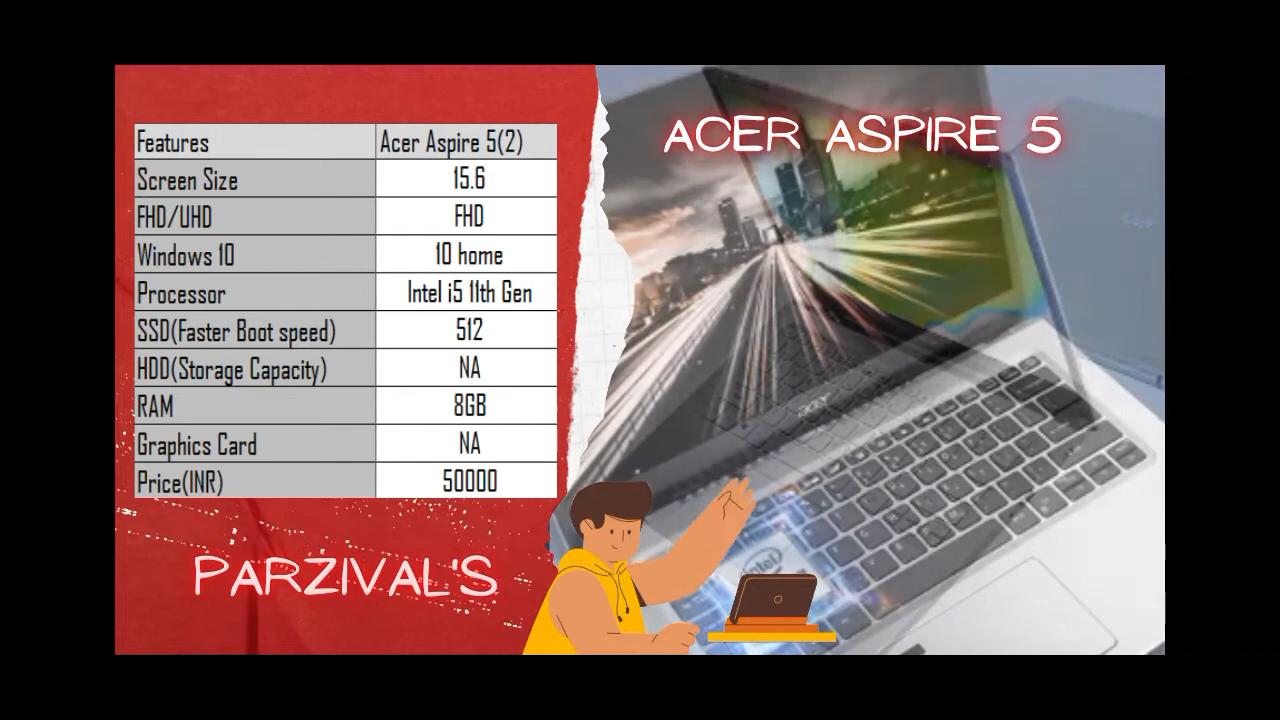 Features Acer Aspire 5(2)
Screen Size 15.6
FHD/UHD FHD
Windows 10 10 home
Processor Intel i5 11th Gen
SSD(Faster Boot speed) 512
HDD(Storage Capacity) NA
RAM 8GB
Graphics Card NA
Price(INR) 50000
ACER ASPIRE 5
PARZIVAL'S
acer
intel